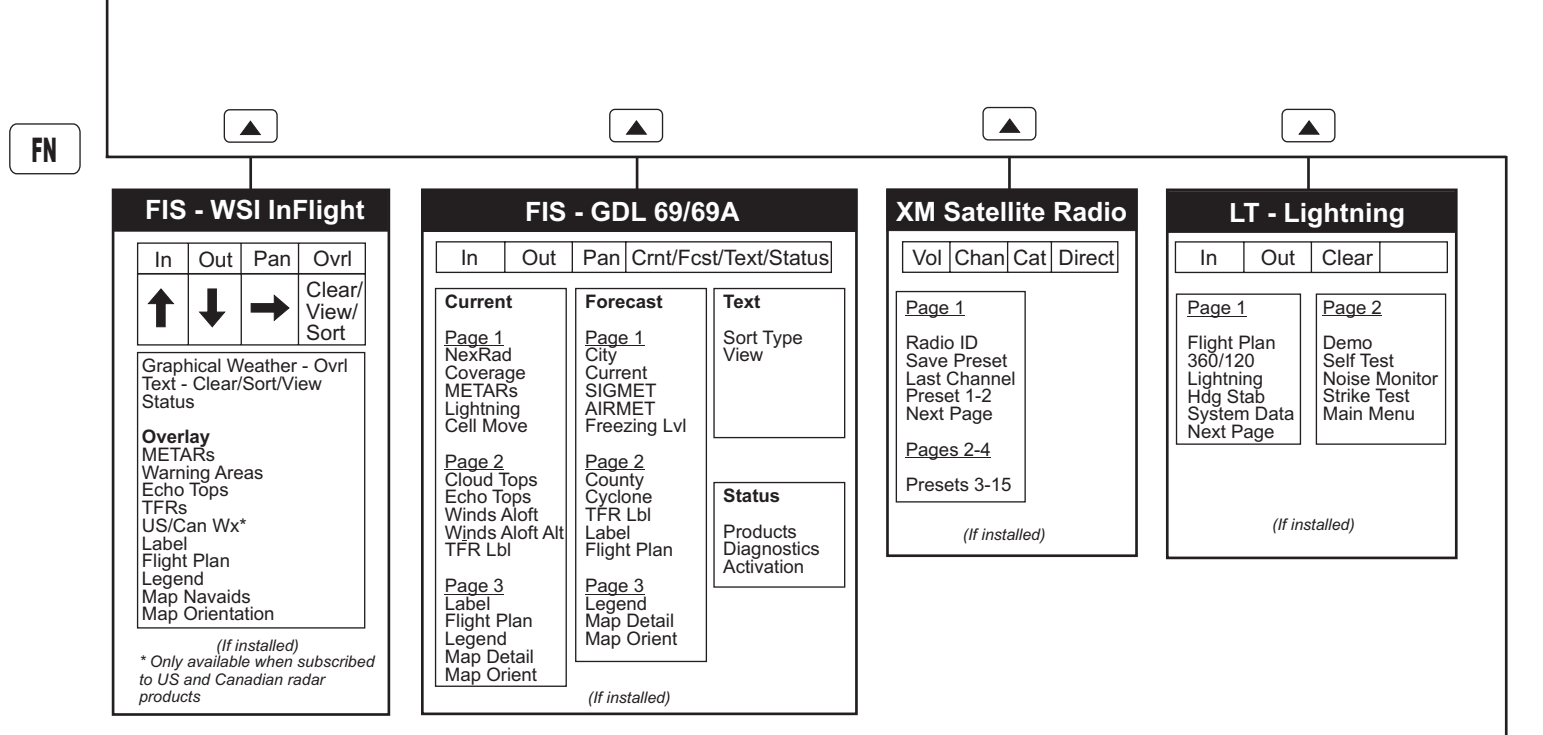 FN
FIS - WSI InFlight
In Out Pan Ovrl
Clear/
View/
Sort
Graphical Weather - Ovrl
Text - Clear/Sort/View
Status
Overlay
METARs
Warning Areas
Echo Tops
TFRs
US/Can Wx*
Label
Flight Plan
Legend
Map Navaids
Map Orientation
(If installed)
* Only available when subscribed
to US and Canadian radar
products
FIS - GDL 69/69A
In Out Pan Crnt/Fcst/Text/Status
Current
Page 1
NexRad
Coverage
METARs
Lightning
Cell Move
Page 2
Cloud Tops
Echo Tops
Winds Aloft
Winds Aloft Alt
TFR Lbl
Page 3
Label
Flight Plan
Legend
Map Detail
Map Orient
Forecast
Page 1
City
Current
SIGMET
AIRMET
Freezing Lvl
Page 2
County
Cyclone
TFR Lbl
Label
Flight Plan
Page 3
Legend
Map Detail
Map Orient
Text
Sort Type
View
Status
Products
Diagnostics
Activation
(If installed)
XM Satellite Radio
Vol Chan Cat Direct
Page 1
Radio ID
Save Preset
Last Channel
Preset 1-2
Next Page
Pages 2-4
Presets 3-15
(If installed)
LT - Lightning
In Out Clear
Page 1
Flight Plan
360/120
Lightning
Hdg Stab
System Data
Next Page
Page 2
Demo
Self Test
Noise Monitor
Strike Test
Main Menu
(If installed)